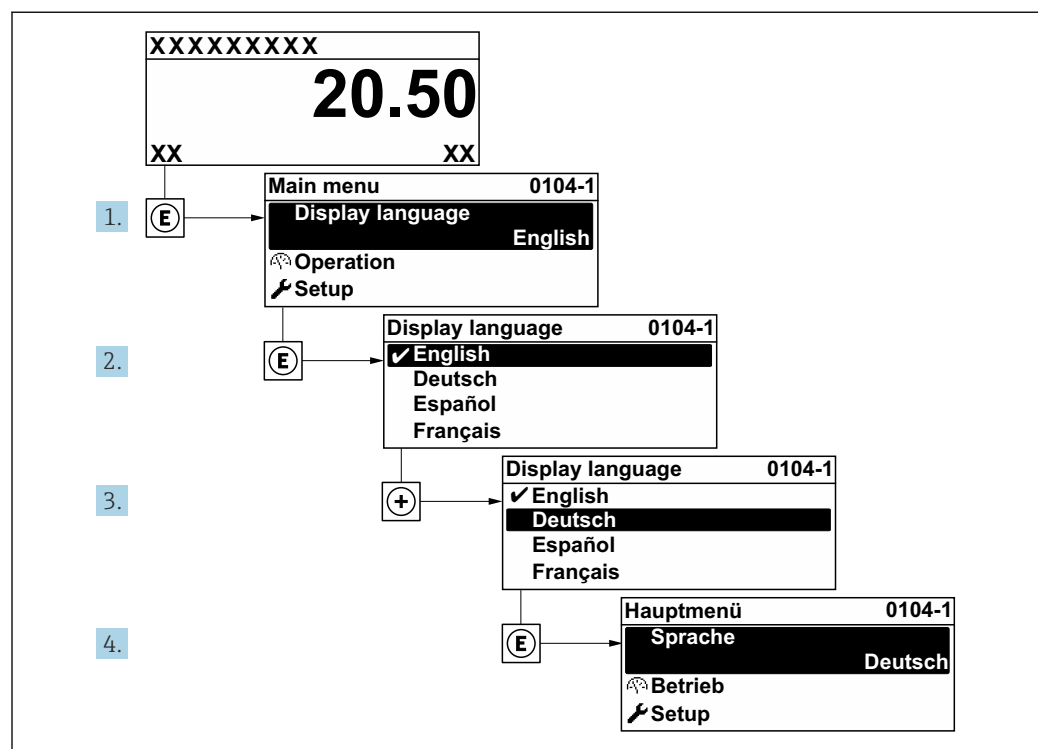 XXXXXXXXX
20.50
XX XX
1. E
Main menu 0104-1
Display language
English
Operation
Setup
2. E
Display language 0104-1
✔ English
Deutsch
Español
Français
3. +
Display language 0104-1
✔ English
Deutsch
Español
Français
4. E
Hauptmenü 0104-1
Sprache
Deutsch
Betrieb
Setup